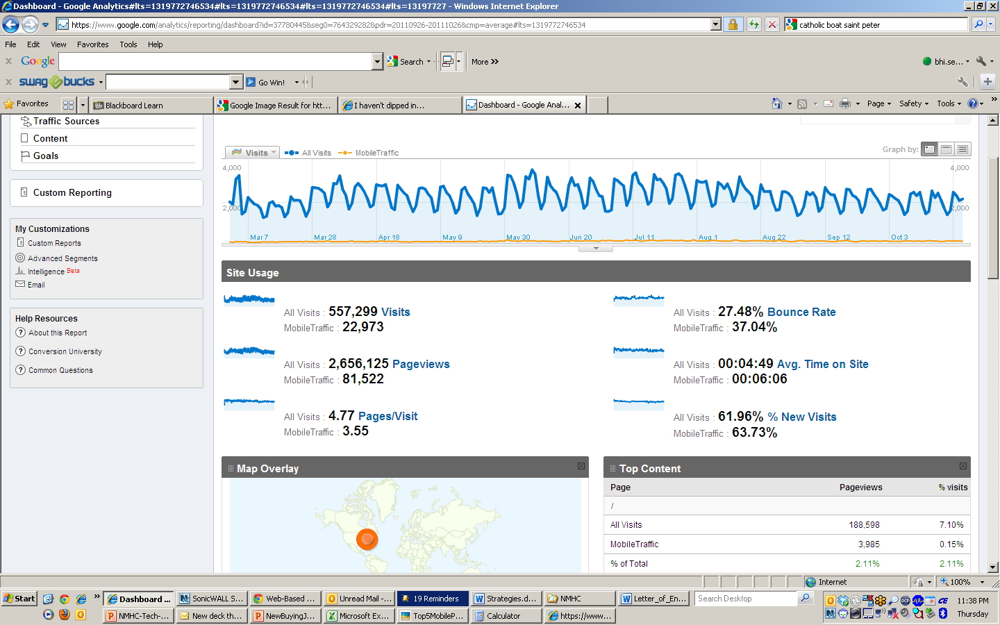 Dashboard - Google Analytics#lts=1319772746534#lts=1319772746534#lts=1319772746534#lts=13197727 - Windows Internet Explorer
https://www.google.com/analytics/reporting/dashboard?id=37780445&seg0=764329282&pdr=20110926-20111026&cmp=average#lts=1319772746534
catholic boat saint peter
File Edit View Favorites Tools Help
x Google Search More » bhi.se...
x swagbucks Go Win!
Favorites Blackboard Learn Google Image Result for htt... I haven't dipped in... Dashboard - Google Anal... Page Safety Tools »
Traffic Sources
Content
Goals
Custom Reporting
My Customizations
Custom Reports
Advanced Segments
Intelligence Beta
Email
Help Resources
About this Report
Conversion University
Common Questions
Visits All Visits MobileTraffic Graph by:
4,000 4,000
2,000 2,000
Mar 7 Mar 28 Apr 18 May 9 May 30 Jun 20 Jul 11 Aug 1 Aug 22 Sep 12 Oct 3
Site Usage
All Visits : 557,299 Visits
MobileTraffic : 22,973
All Visits : 27.48% Bounce Rate
MobileTraffic : 37.04%
All Visits : 2,656,125 Pageviews
MobileTraffic : 81,522
All Visits : 00:04:49 Avg. Time on Site
MobileTraffic : 00:06:06
All Visits : 4.77 Pages/Visit
MobileTraffic : 3.55
All Visits : 61.96% % New Visits
MobileTraffic : 63.73%
Map Overlay
Top Content
Page Pageviews % visits
/
All Visits 188,598 7.10%
MobileTraffic 3,985 0.15%
% of Total 2.11% 2.11%
Internet 100%
Start » Dashboard ... SonicWALL S... Web-Based ... Unread Mail -... 19 Reminders Strategies.d... NMHC Letter_of_En... Search Desktop 11:38 PM
NMHC-Tech-... New deck th... NewBuyingJ... Microsoft Ex... Top5MobileP... Calculator https://www... Thursday